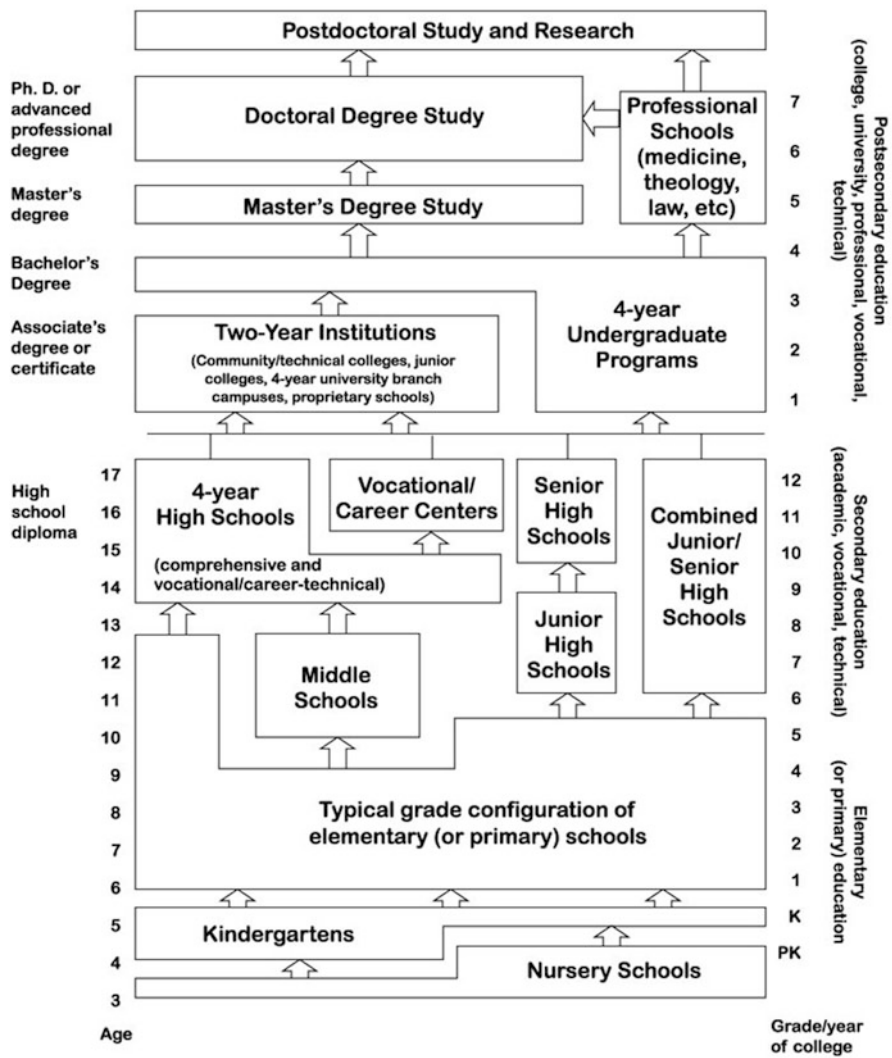 Postdoctoral Study and Research
Ph. D. or
advanced
professional
degree
Doctoral Degree Study
Professional
Schools
(medicine,
theology,
law, etc)
7
6
Master's
degree
Master's Degree Study
5
Bachelor's
Degree
4
3
4-year
Undergraduate
Programs
Associate's
degree or
certificate
Two-Year Institutions
(Community/technical colleges, junior
colleges, 4-year university branch
campuses, proprietary schools)
2
1
Postsecondary education
(college, university, professional, vocational,
technical)
High
school
diploma
17
16
15
14
13
12
11
10
9
8
7
6
5
4
3
Age
4-year
High Schools
(comprehensive and
vocational/career-technical)
Vocational/
Career Centers
Senior
High
Schools
Combined
Junior/
Senior
High
Schools
Junior
High
Schools
Middle
Schools
Typical grade configuration of
elementary (or primary) schools
Kindergartens
Nursery Schools
12
11
10
9
8
7
6
5
4
3
2
1
K
PK
Grade/year
of college
Secondary education
(academic, vocational, technical)
Elementary
(or primary) education